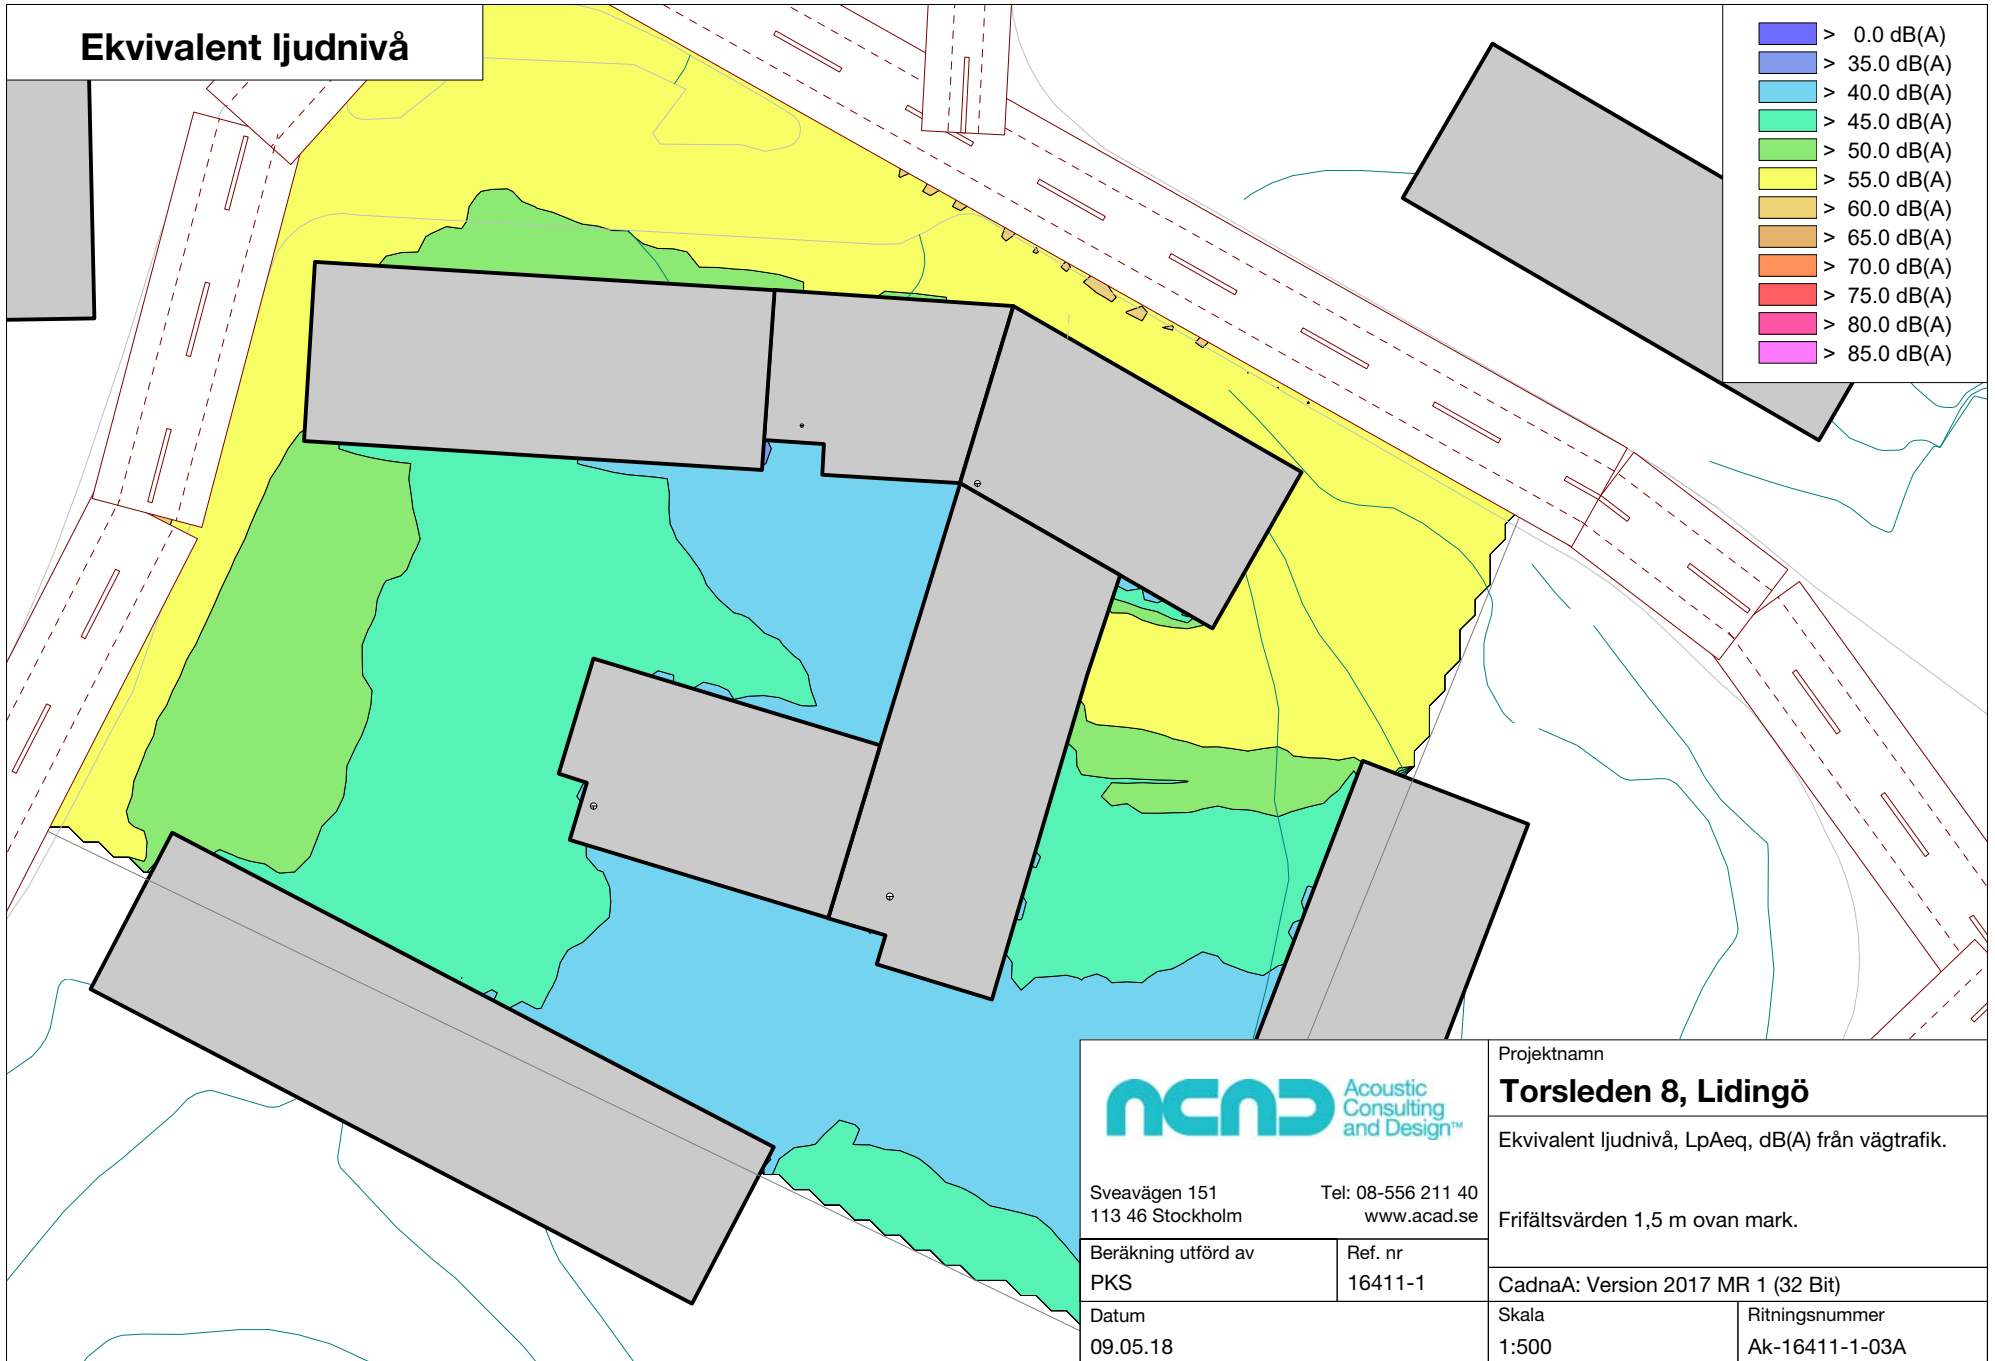 Ekvivalent ljudnivå
> 0.0 dB(A)
> 35.0 dB(A)
> 40.0 dB(A)
> 45.0 dB(A)
> 50.0 dB(A)
> 55.0 dB(A)
> 60.0 dB(A)
> 65.0 dB(A)
> 70.0 dB(A)
> 75.0 dB(A)
> 80.0 dB(A)
> 85.0 dB(A)
ACAD
Acoustic
Consulting
and Design™
Sveavägen 151
113 46 Stockholm
Tel: 08-556 211 40
www.acad.se
Beräkning utförd av
PKS
Ref. nr
16411-1
Datum
09.05.18
Projektnamn
Torsleden 8, Lidingö
Ekvivalent ljudnivå, LpAeq, dB(A) från vägtrafik.
Frifältsvärden 1,5 m ovan mark.
CadnaA: Version 2017 MR 1 (32 Bit)
Skala
1:500
Ritningsnummer
Ak-16411-1-03A